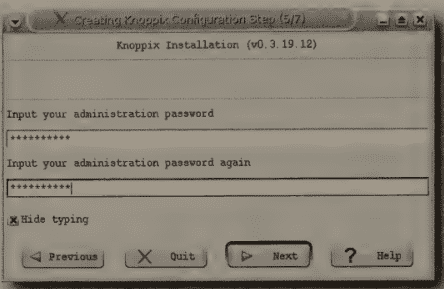 Creating Knoppix Configuration Step (5/7)
Knoppix Installation (v0.3.19.12)
Input your administration password
**********
Input your administration password again
**********
Hide typing
Previous
Quit
Next
? Help